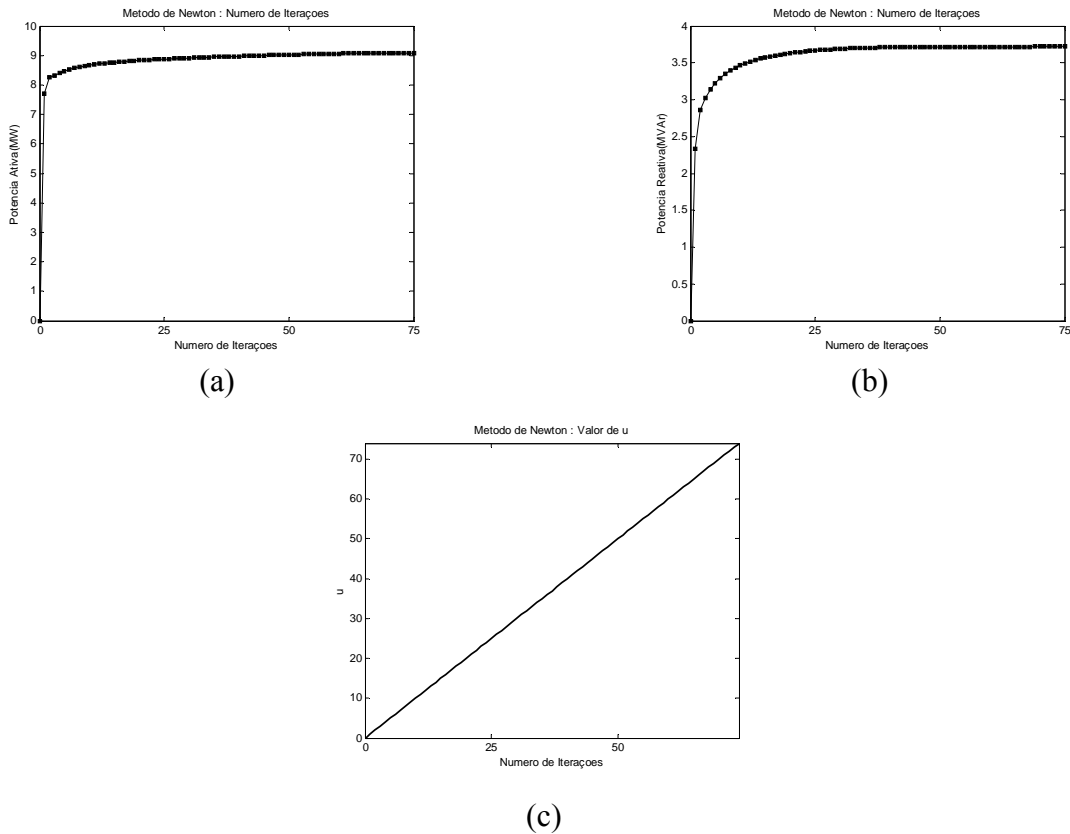 Metodo de Newton : Numero de Iteraçoes
10
9
8
7
6
5
4
3
2
1
0
Potencia Ativa(MW)
0 25 50 75
Numero de Iteraçoes
(a)
Metodo de Newton : Numero de Iteraçoes
4
3.5
3
2.5
2
1.5
1
0.5
0
Potencia Reativa(MVAr)
0 25 50 75
Numero de Iteraçoes
(b)
Metodo de Newton : Valor de u
70
60
50
40
30
20
10
0
u
0 25 50
Numero de Iteraçoes
(c)